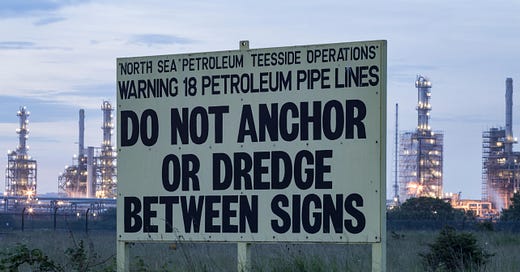 "NORTH SEA PETROLEUM TEESSIDE OPERATIONS"
WARNING 18 PETROLEUM PIPE LINES
DO NOT ANCHOR
OR DREDGE
BETWEEN SIGNS